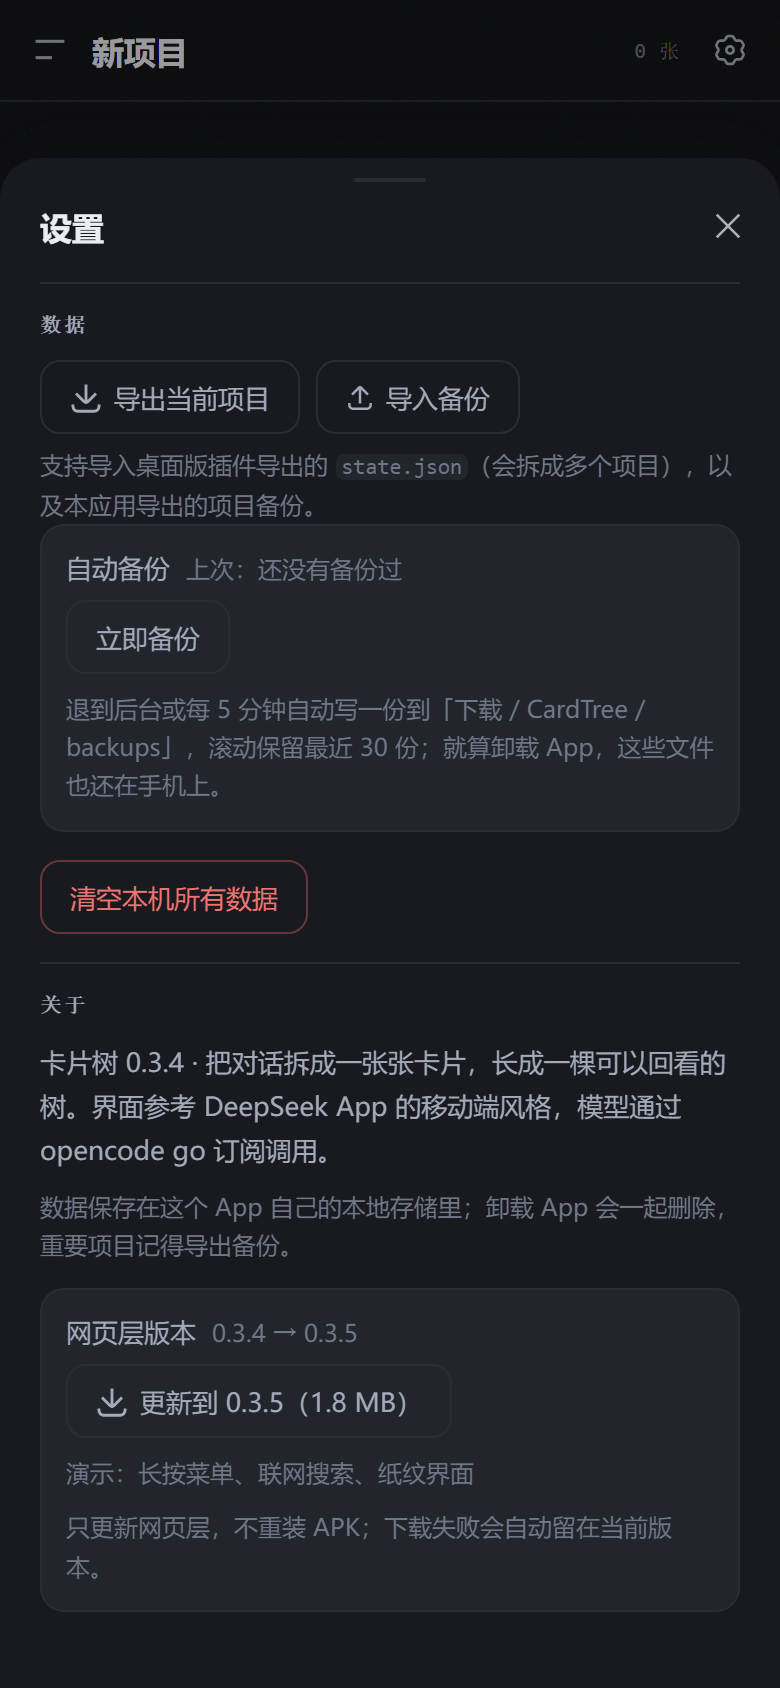 新项目
0 张
设置
数据
导出当前项目
导入备份
支持导入桌面版插件导出的 state.json（会拆成多个项目），以
及本应用导出的项目备份。
自动备份 上次：还没有备份过
立即备份
退到后台或每 5 分钟自动写一份到「下载 / CardTree /
backups」，滚动保留最近 30 份；就算卸载 App，这些文件
也还在手机上。
清空本机所有数据
关于
卡片树 0.3.4 · 把对话拆成一张张卡片，长成一棵可以回看的
树。界面参考 DeepSeek App 的移动端风格，模型通过
opencode go 订阅调用。
数据保存在这个 App 自己的本地存储里；卸载 App 会一起删除，
重要项目记得导出备份。
网页层版本 0.3.4 → 0.3.5
更新到 0.3.5（1.8 MB）
演示：长按菜单、联网搜索、纸纹界面
只更新网页层，不重装 APK；下载失败会自动留在当前版
本。